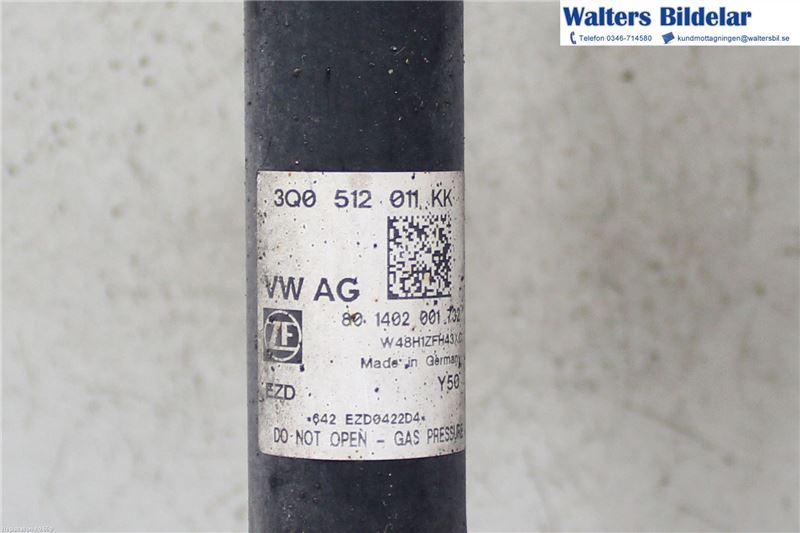 Walters Bildelar
Telefon 0346-714580 kundmottagningen@waltersbil.se
3Q0 512 011 KK
VW AG
80 1402 001 732
ZF
W48H1ZFH43
Made in Germany
EZD
Y50
*642 EZD0422D4*
DO NOT OPEN - GAS PRESSURE